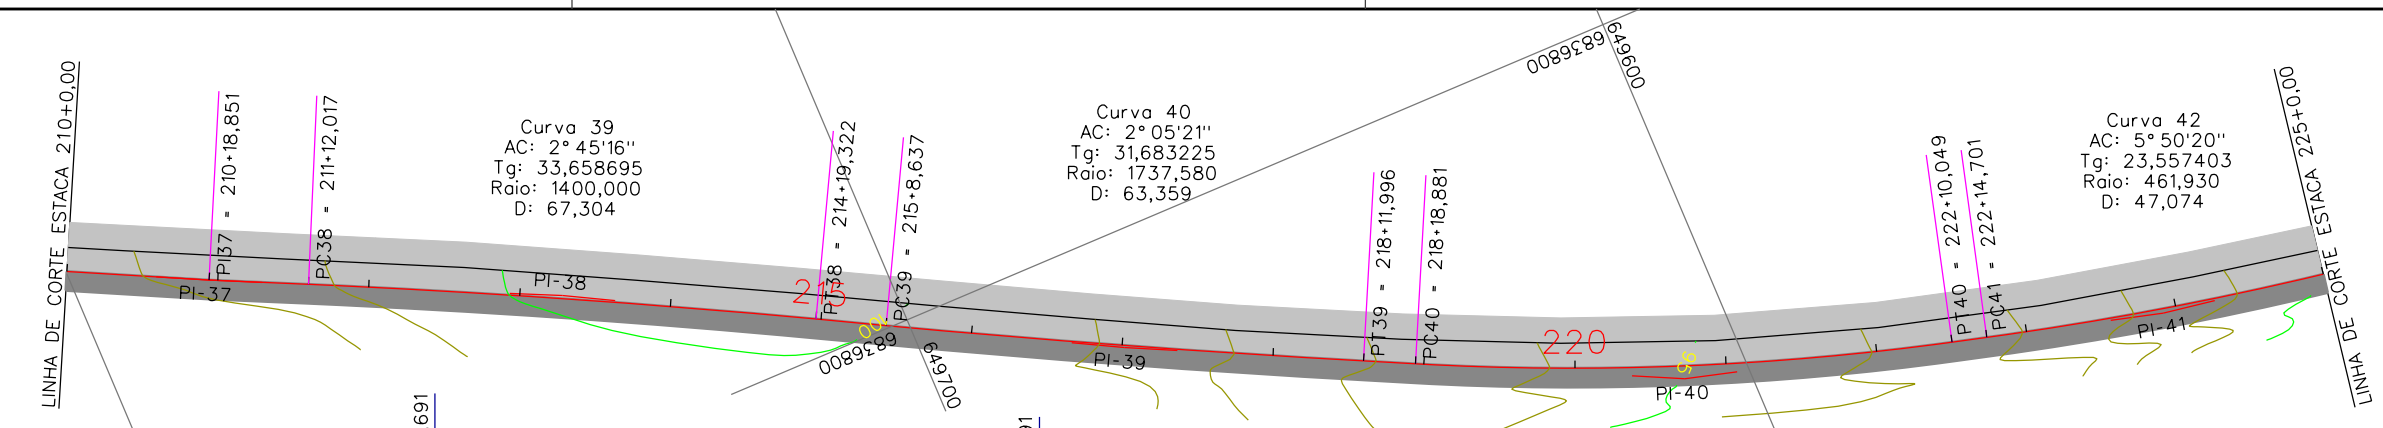 LINHA DE CORTE ESTACA 210+0,00
PI37 = 210+18,851
PI-37
PC38 = 211+12,017
Curva 39
AC: 2°45'16"
Tg: 33,658695
Raio: 1400,000
D: 67,304
PI-38
215
PT38 = 214+19,322
PC39 = 215+8,637
100
6836800
649700
Curva 40
AC: 2°05'21"
Tg: 31,683225
Raio: 1737,580
D: 63,359
PI-39
PT39 = 218+11,996
PC40 = 218+18,881
6836800
649600
220
95
PI-40
PT40 = 222+10,049
PC41 = 222+14,701
Curva 42
AC: 5°50'20"
Tg: 23,557403
Raio: 461,930
D: 47,074
PI-41
LINHA DE CORTE ESTACA 225+0,00
691
91